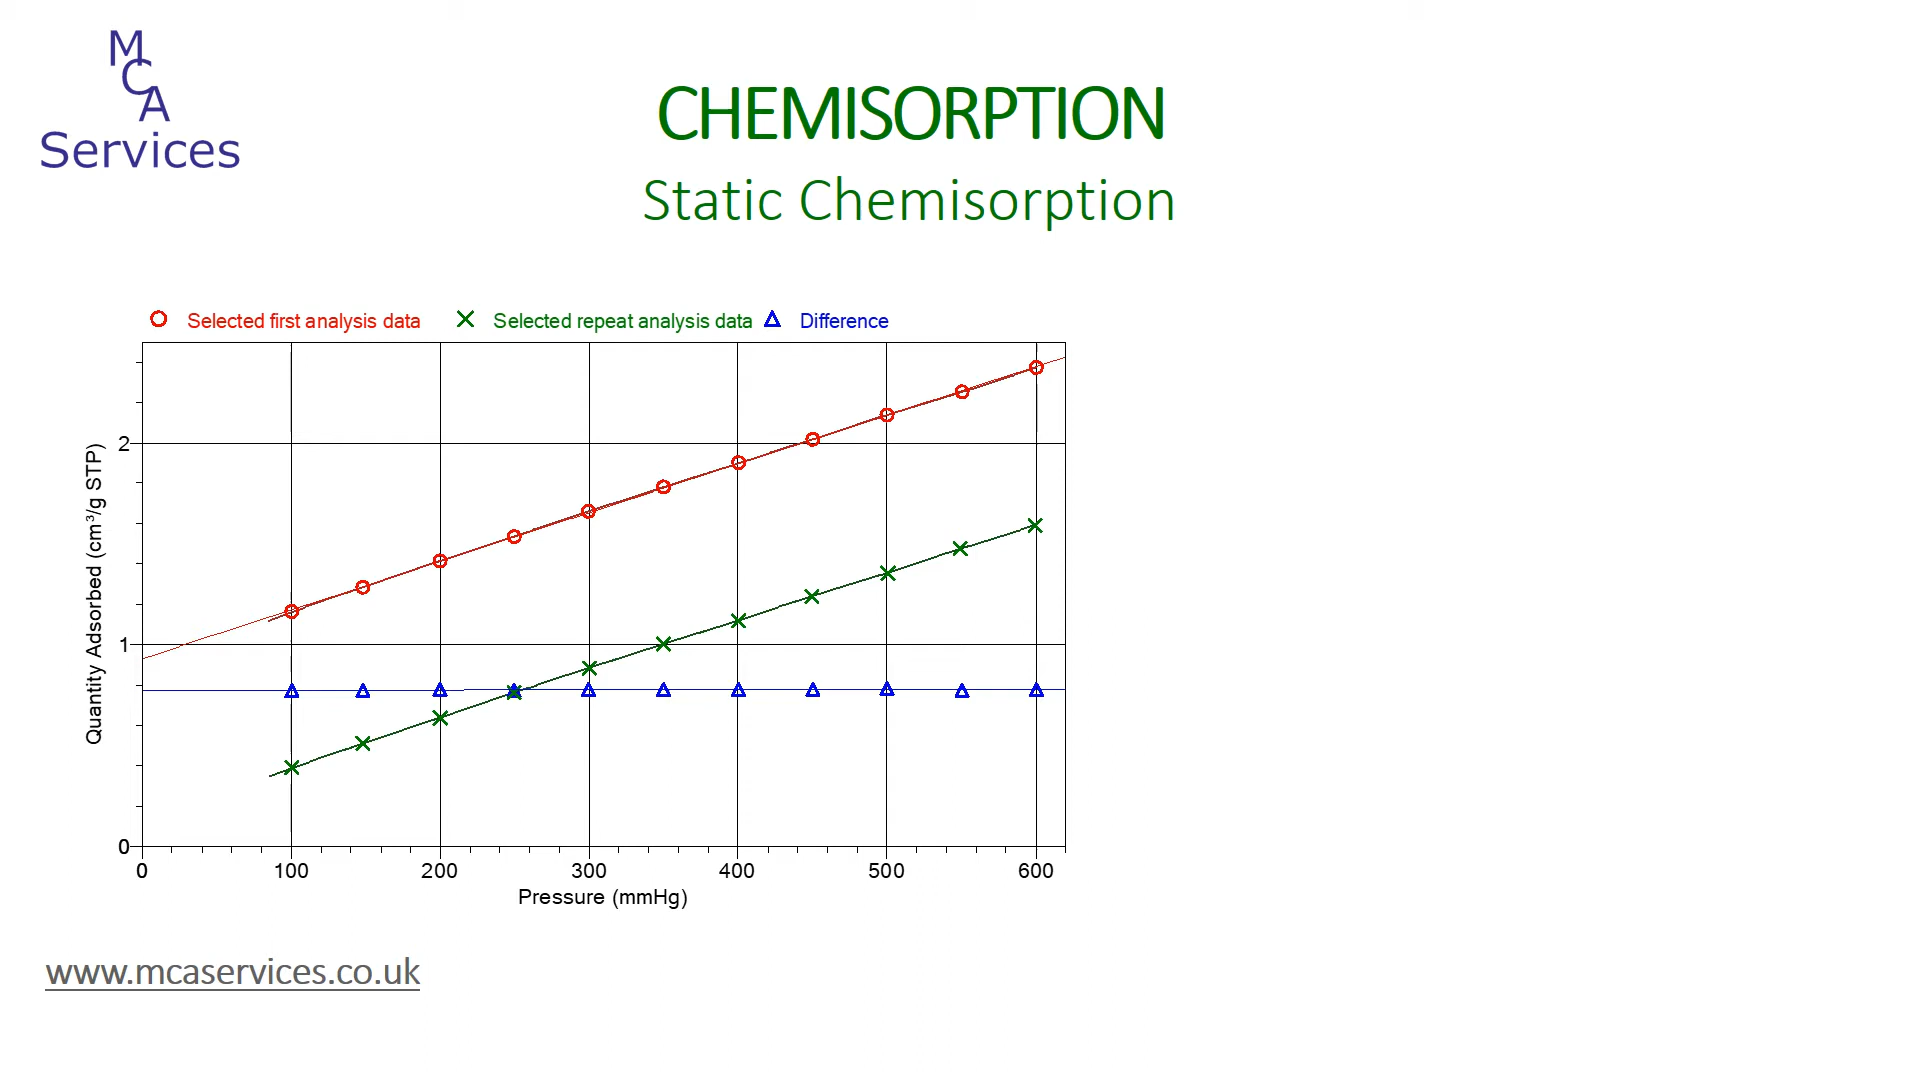 M
C
A
Services
CHEMISORPTION
Static Chemisorption
Selected first analysis data Selected repeat analysis data Difference
Quantity Adsorbed (cm³/g STP)
2
1
0
0 100 200 300 400 500 600
Pressure (mmHg)
www.mcaservices.co.uk